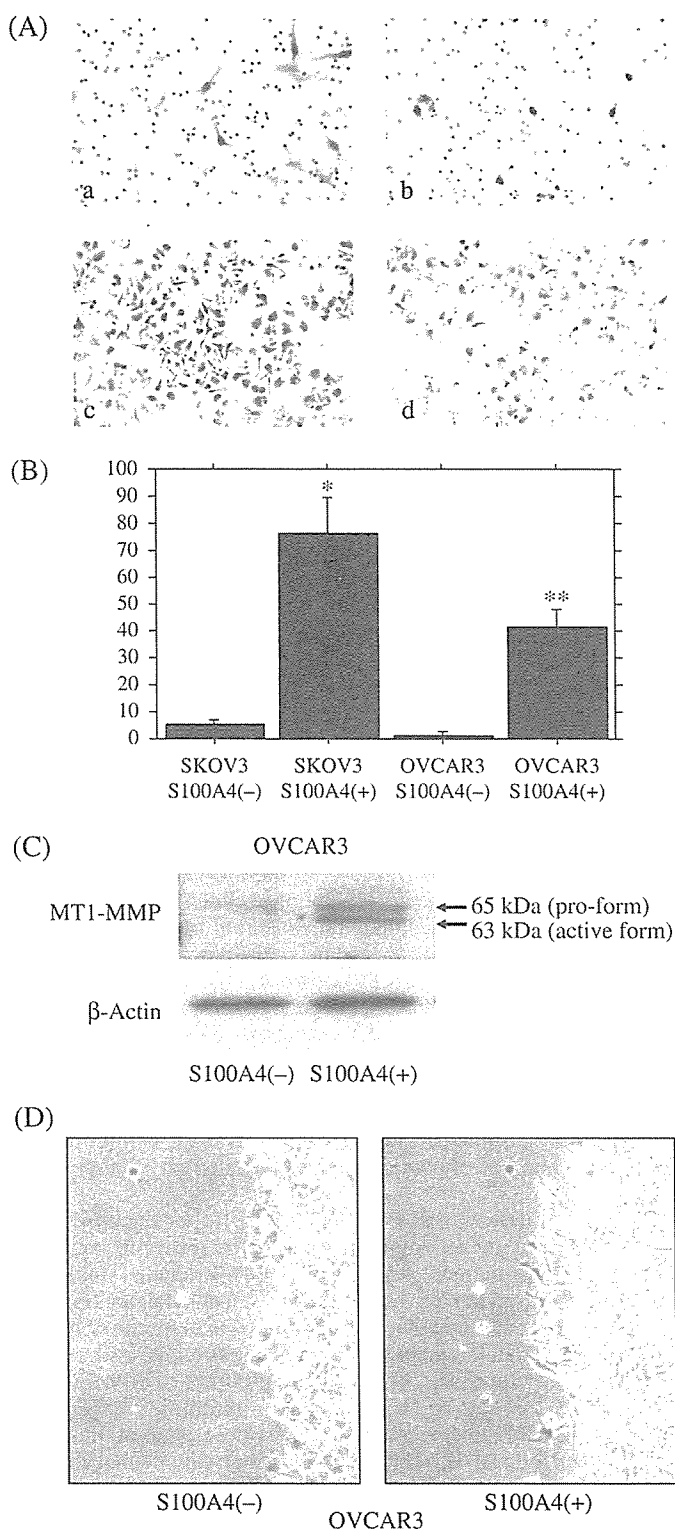 (A)
a
b
c
d
(B)
100
90
80
70
60
50
40
30
20
10
0
*
**
SKOV3
S100A4(–)
SKOV3
S100A4(+)
OVCAR3
S100A4(–)
OVCAR3
S100A4(+)
(C)
OVCAR3
MT1-MMP
65 kDa (pro-form)
63 kDa (active form)
β-Actin
S100A4(–) S100A4(+)
(D)
S100A4(–)
S100A4(+)
OVCAR3